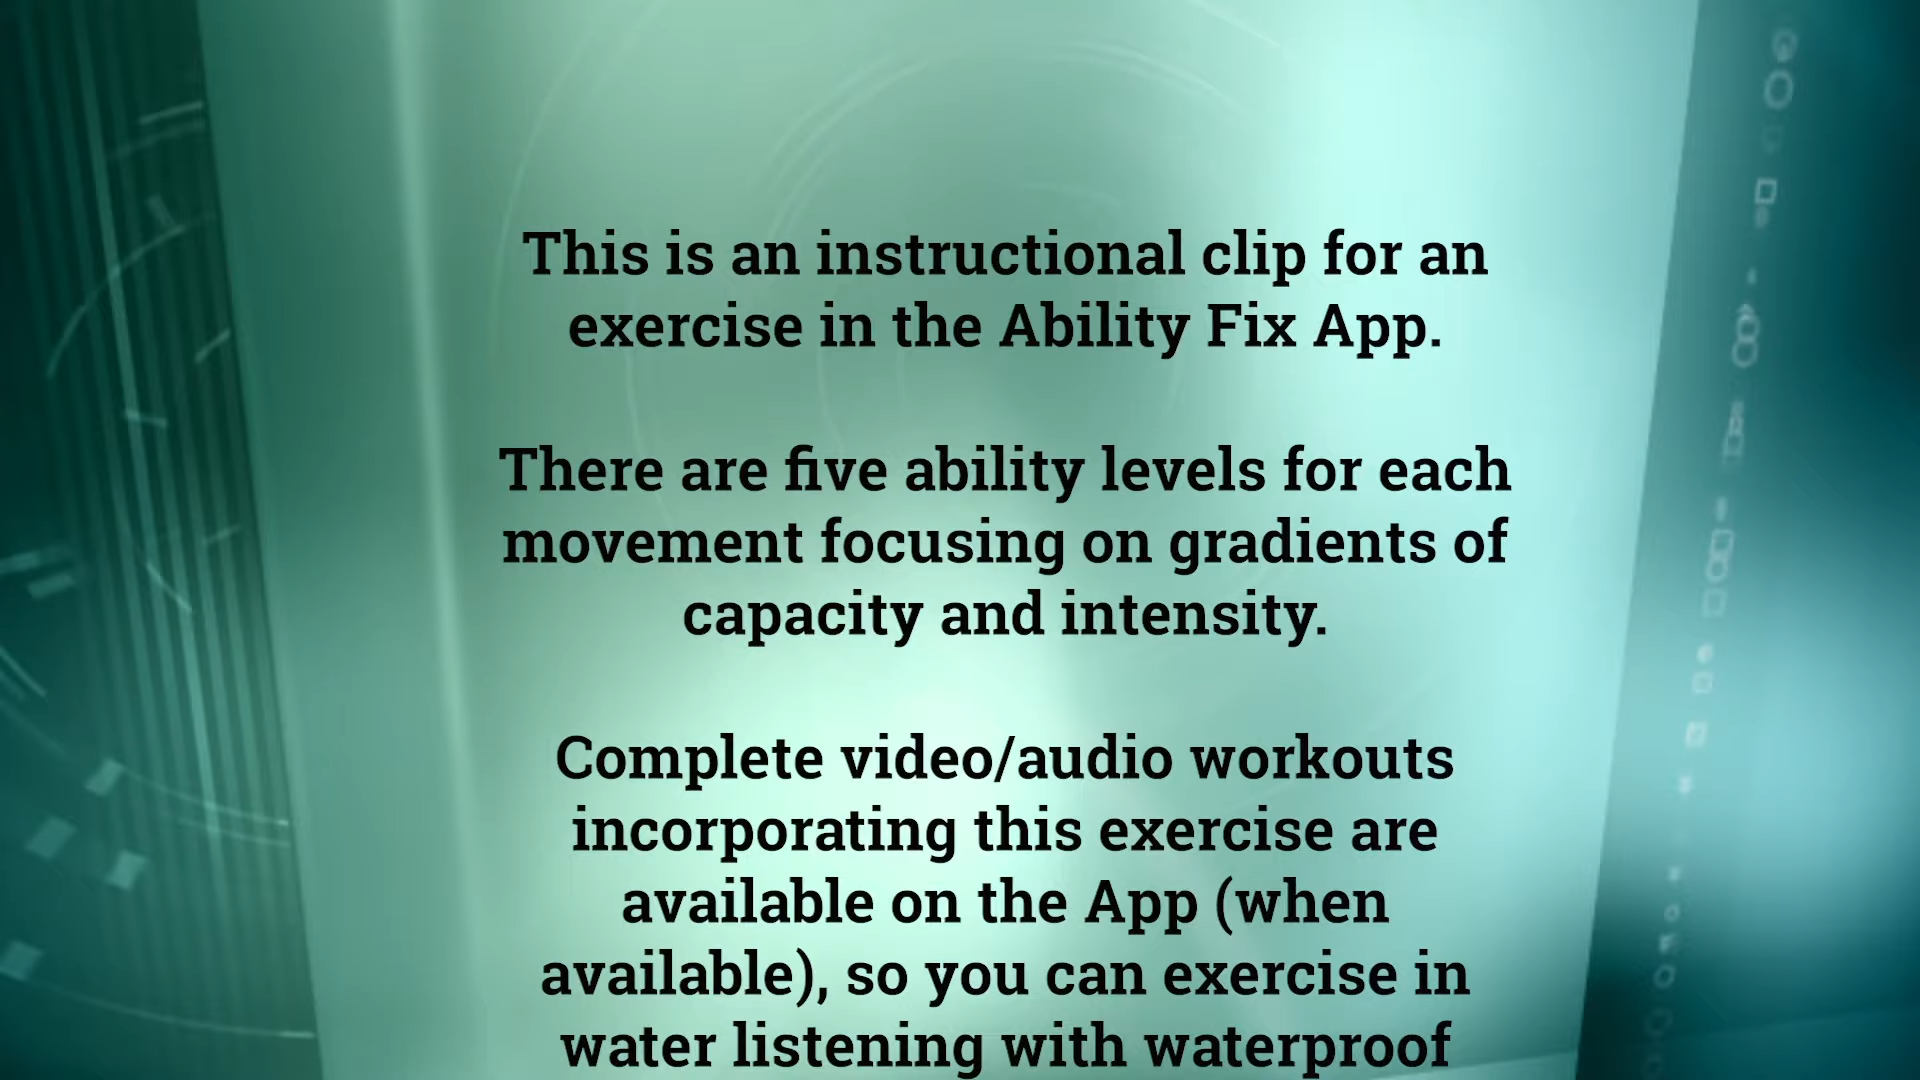 This is an instructional clip for an
exercise in the Ability Fix App.
There are five ability levels for each
movement focusing on gradients of
capacity and intensity.
Complete video/audio workouts
incorporating this exercise are
available on the App (when
available), so you can exercise in
water listening with waterproof